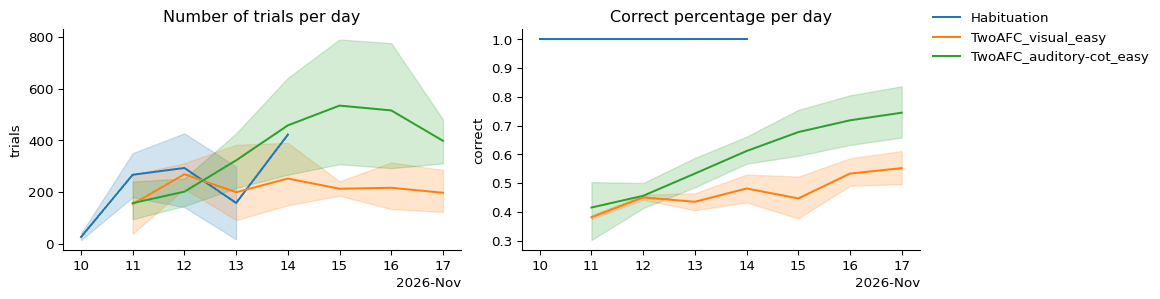 Number of trials per day
800
600
400
200
0
trials
10 11 12 13 14 15 16 17
2026-Nov
Correct percentage per day
1.0
0.9
0.8
0.7
0.6
0.5
0.4
0.3
correct
10 11 12 13 14 15 16 17
2026-Nov
Habituation
TwoAFC_visual_easy
TwoAFC_auditory-cot_easy